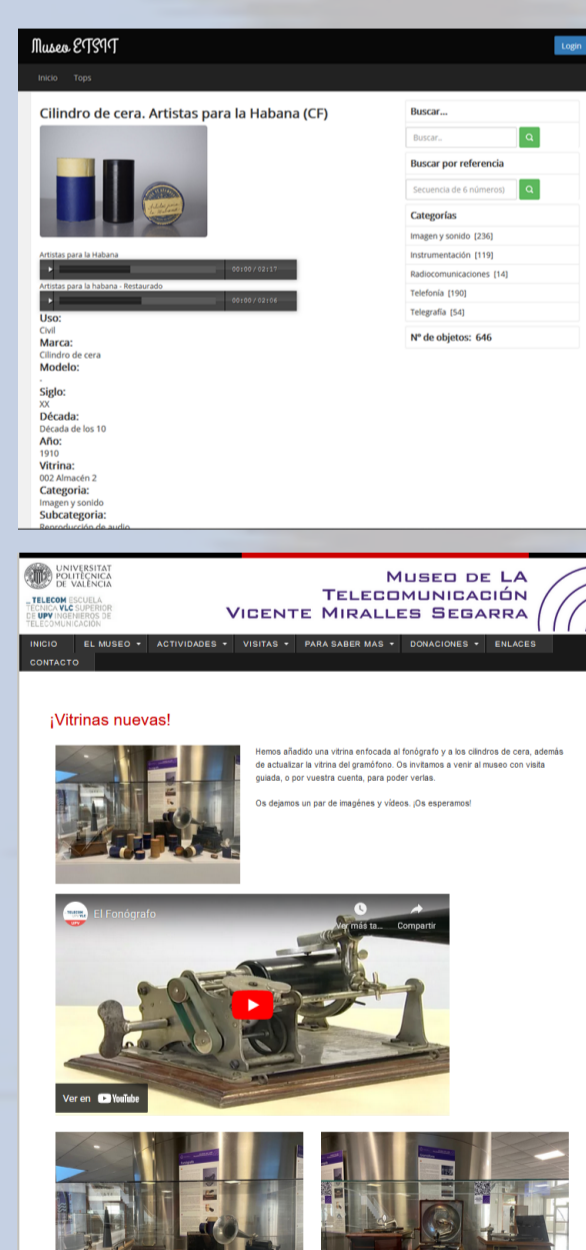 Museo ETSIT
Login
Inicio Tops
Cilindro de cera. Artistas para la Habana (CF)
Artistas para la Habana
00:00 / 02:17
Artistas para la habana - Restaurado
00:00 / 02:06
Uso:
Civil
Marca:
Cilindro de cera
Modelo:
-
Siglo:
XX
Década:
Década de los 10
Año:
1910
Vitrina:
002 Almacén 2
Categoria:
Imagen y sonido
Subcategoria:
Reproducción de audio
Buscar...
Buscar..
Buscar por referencia
Secuencia de 6 números)
Categorías
Imagen y sonido [236]
Instrumentación [119]
Radiocomunicaciones [14]
Telefonía [190]
Telegrafía [54]
Nº de objetos: 646
UNIVERSITAT
POLITÈCNICA
DE VALÈNCIA
TELECOM ESCUELA
TÉCNICA VLC SUPERIOR
DE UPV INGENIEROS DE
TELECOMUNICACIÓN
Museo de LA
Telecomunicación
Vicente Miralles Segarra
INICIO EL MUSEO ACTIVIDADES VISITAS PARA SABER MAS DONACIONES ENLACES
CONTACTO
¡Vitrinas nuevas!
Hemos añadido una vitrina enfocada al fonógrafo y a los cilindros de cera, además
de actualizar la vitrina del gramófono. Os invitamos a venir al museo con visita
guiada, o por vuestra cuenta, para poder verlas.
Os dejamos un par de imagénes y vídeos. ¡Os esperamos!
El Fonógrafo
Ver más ta... Compartir
Ver en YouTube